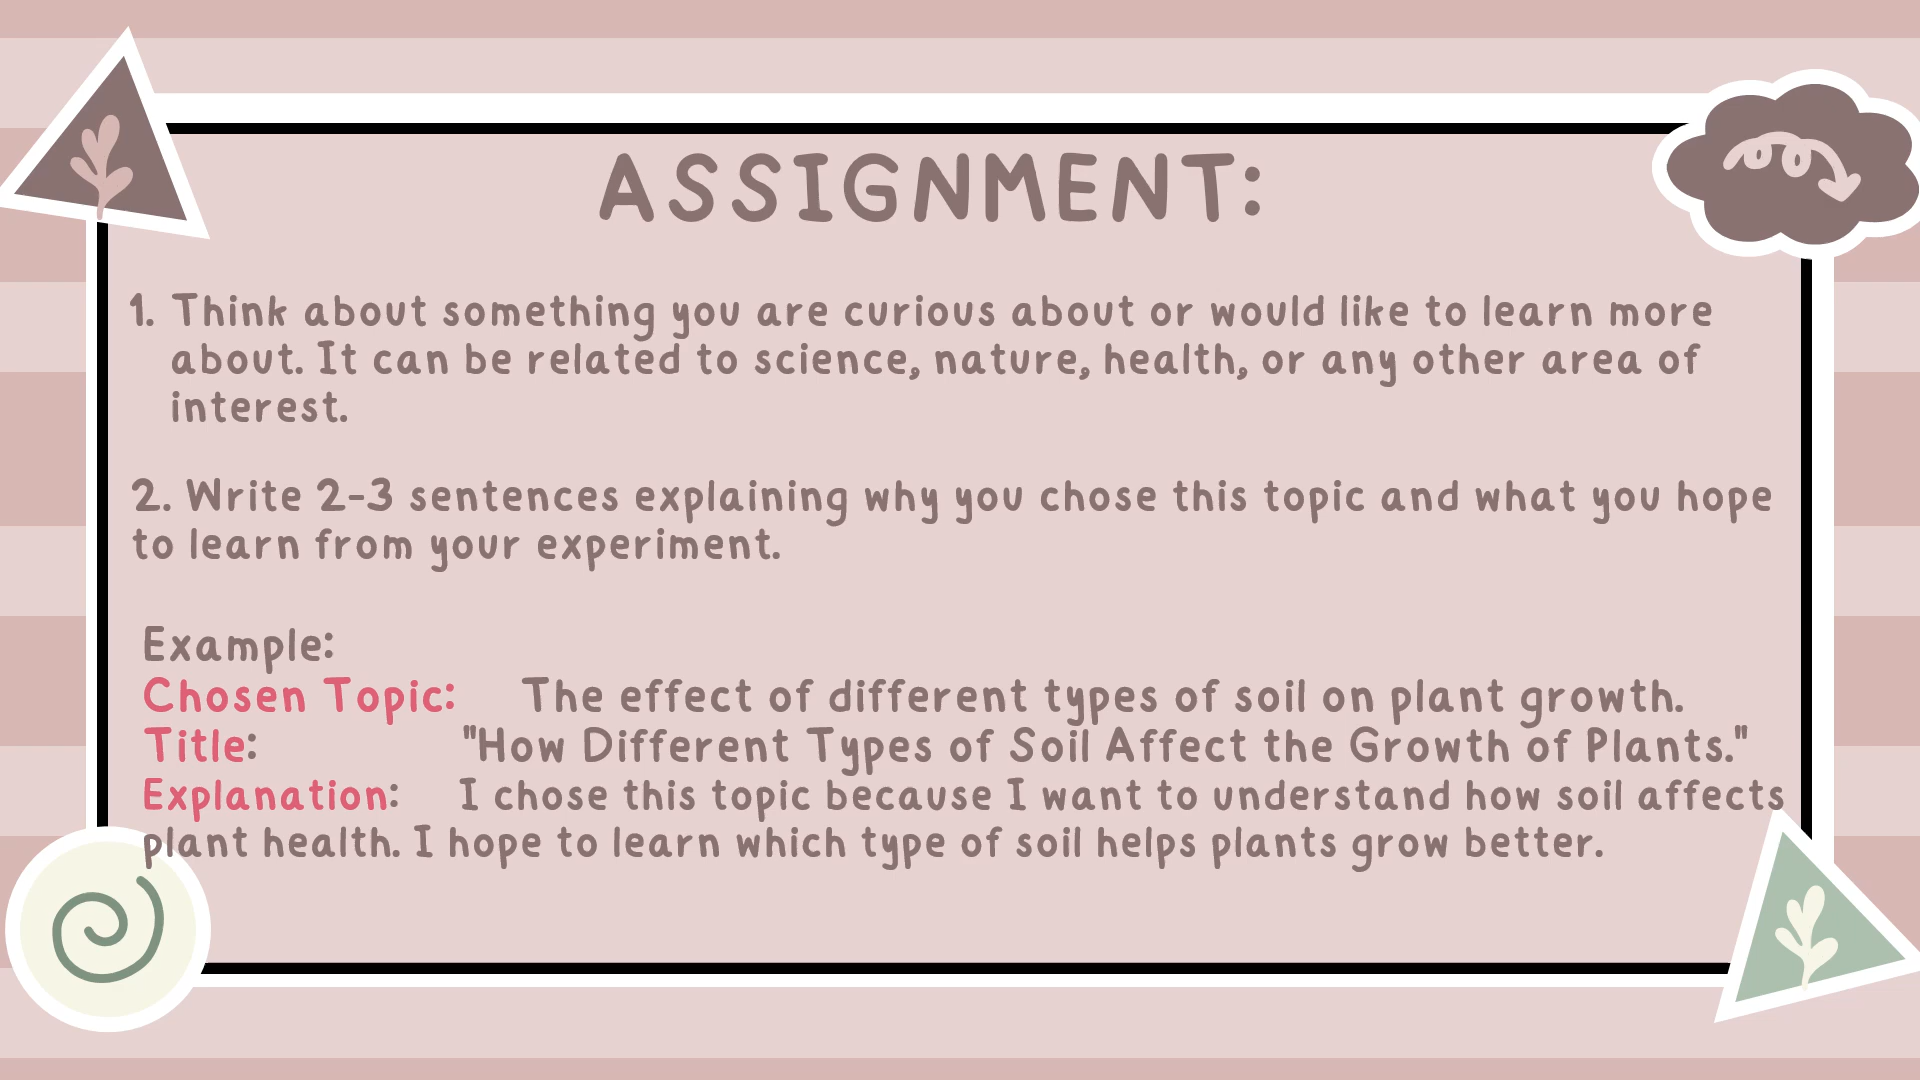 ASSIGNMENT:
1. Think about something you are curious about or would like to learn more
about. It can be related to science, nature, health, or any other area of
interest.
2. Write 2-3 sentences explaining why you chose this topic and what you hope
to learn from your experiment.
Example:
Chosen Topic: The effect of different types of soil on plant growth.
Title: "How Different Types of Soil Affect the Growth of Plants."
Explanation: I chose this topic because I want to understand how soil affects
plant health. I hope to learn which type of soil helps plants grow better.